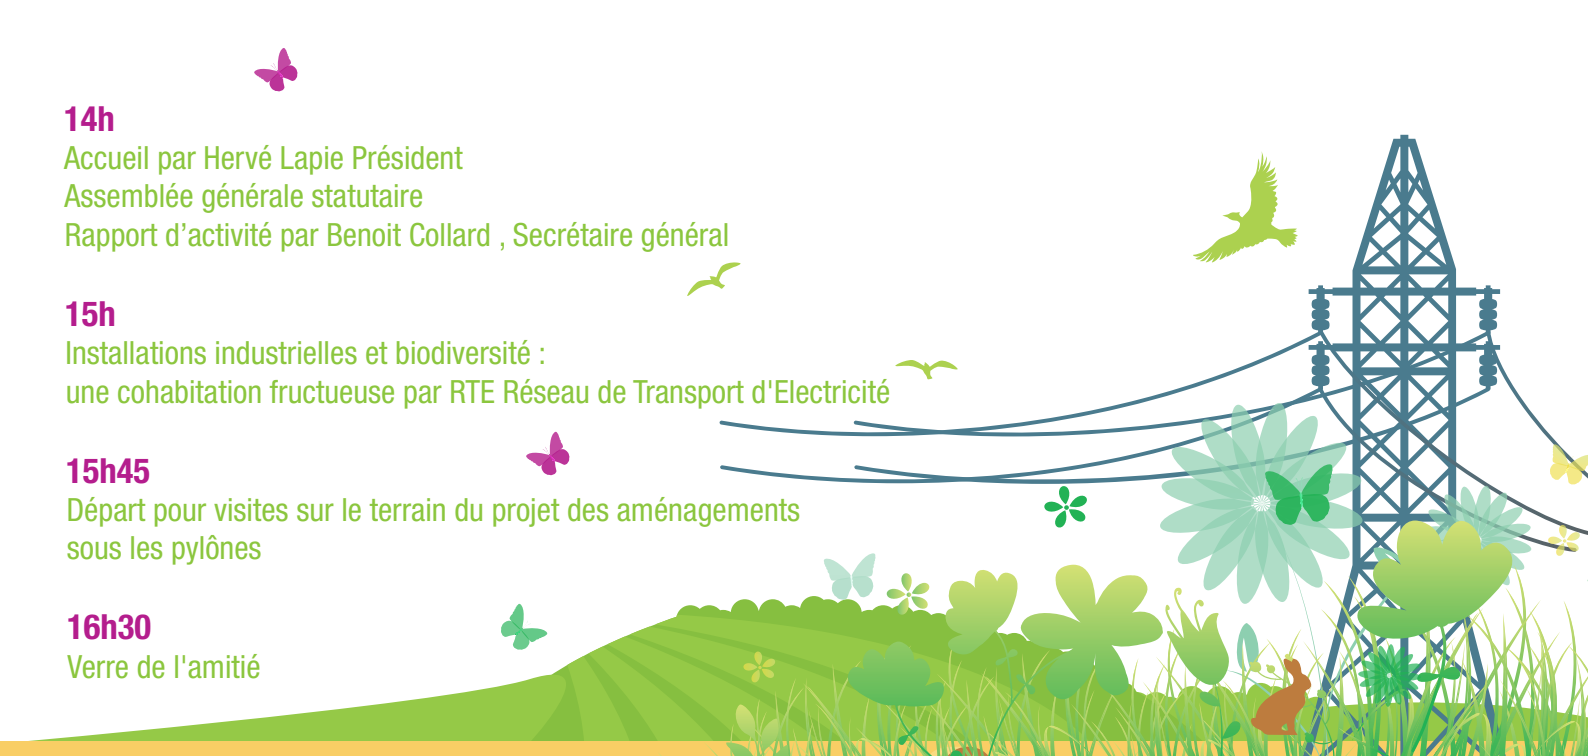 14h
Accueil par Hervé Lapie Président
Assemblée générale statutaire
Rapport d’activité par Benoit Collard , Secrétaire général
15h
Installations industrielles et biodiversité :
une cohabitation fructueuse par RTE Réseau de Transport d'Electricité
15h45
Départ pour visites sur le terrain du projet des aménagements
sous les pylônes
16h30
Verre de l'amitié